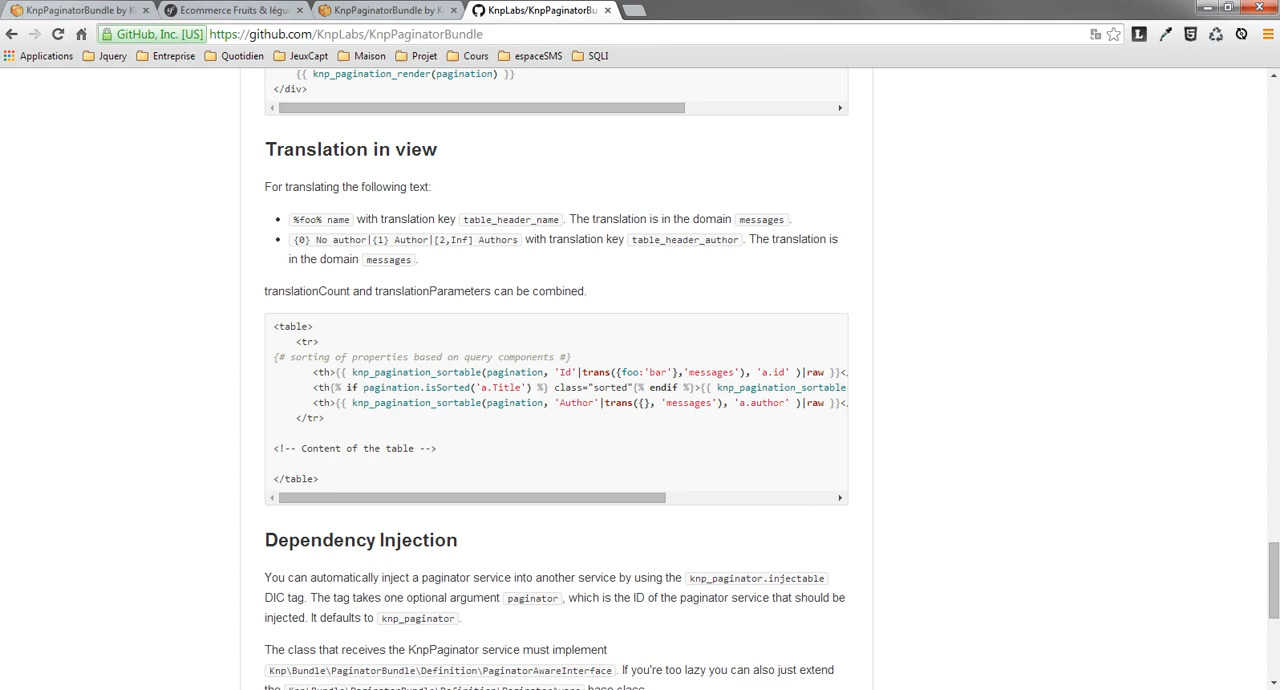 KnpPaginatorBundle by K
Ecommerce Fruits & légu
KnpPaginatorBundle by K
KnpLabs/KnpPaginatorBu
GitHub, Inc. [US]
https://github.com/KnpLabs/KnpPaginatorBundle
Applications
Jquery
Entreprise
Quotidien
JeuxCapt
Maison
Projet
Cours
espaceSMS
SQLI
{{ knp_pagination_render(pagination) }}
</div>
Translation in view
For translating the following text:
%foo% name with translation key table_header_name. The translation is in the domain messages.
{0} No author|{1} Author|[2,Inf] Authors with translation key table_header_author. The translation is
in the domain messages.
translationCount and translationParameters can be combined.
<table>
<tr>
{# sorting of properties based on query components #}
<th>{{ knp_pagination_sortable(pagination, 'Id'|trans({foo:'bar'},'messages'), 'a.id' )|raw }}<
<th{% if pagination.isSorted('a.Title') %} class="sorted"{% endif %}>{{ knp_pagination_sortable
<th>{{ knp_pagination_sortable(pagination, 'Author'|trans({}, 'messages'), 'a.author' )|raw }}<
</tr>
<!-- Content of the table -->
</table>
Dependency Injection
You can automatically inject a paginator service into another service by using the knp_paginator.injectable
DIC tag. The tag takes one optional argument paginator, which is the ID of the paginator service that should be
injected. It defaults to knp_paginator.
The class that receives the KnpPaginator service must implement
Knp\Bundle\PaginatorBundle\Definition\PaginatorAwareInterface. If you're too lazy you can also just extend
the Knp\Bundle\PaginatorBundle\Definition\PaginatorAware base class.